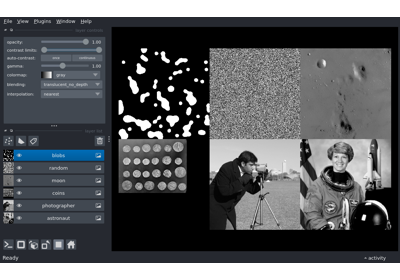 File View Plugins Window Help
opacity: 1.00
contrast limits:
auto-contrast: once continuous
gamma: 1.00
colormap: gray
blending: translucent_no_depth
interpolation: nearest
blobs
random
moon
coins
photographer
astronaut
Ready
activity